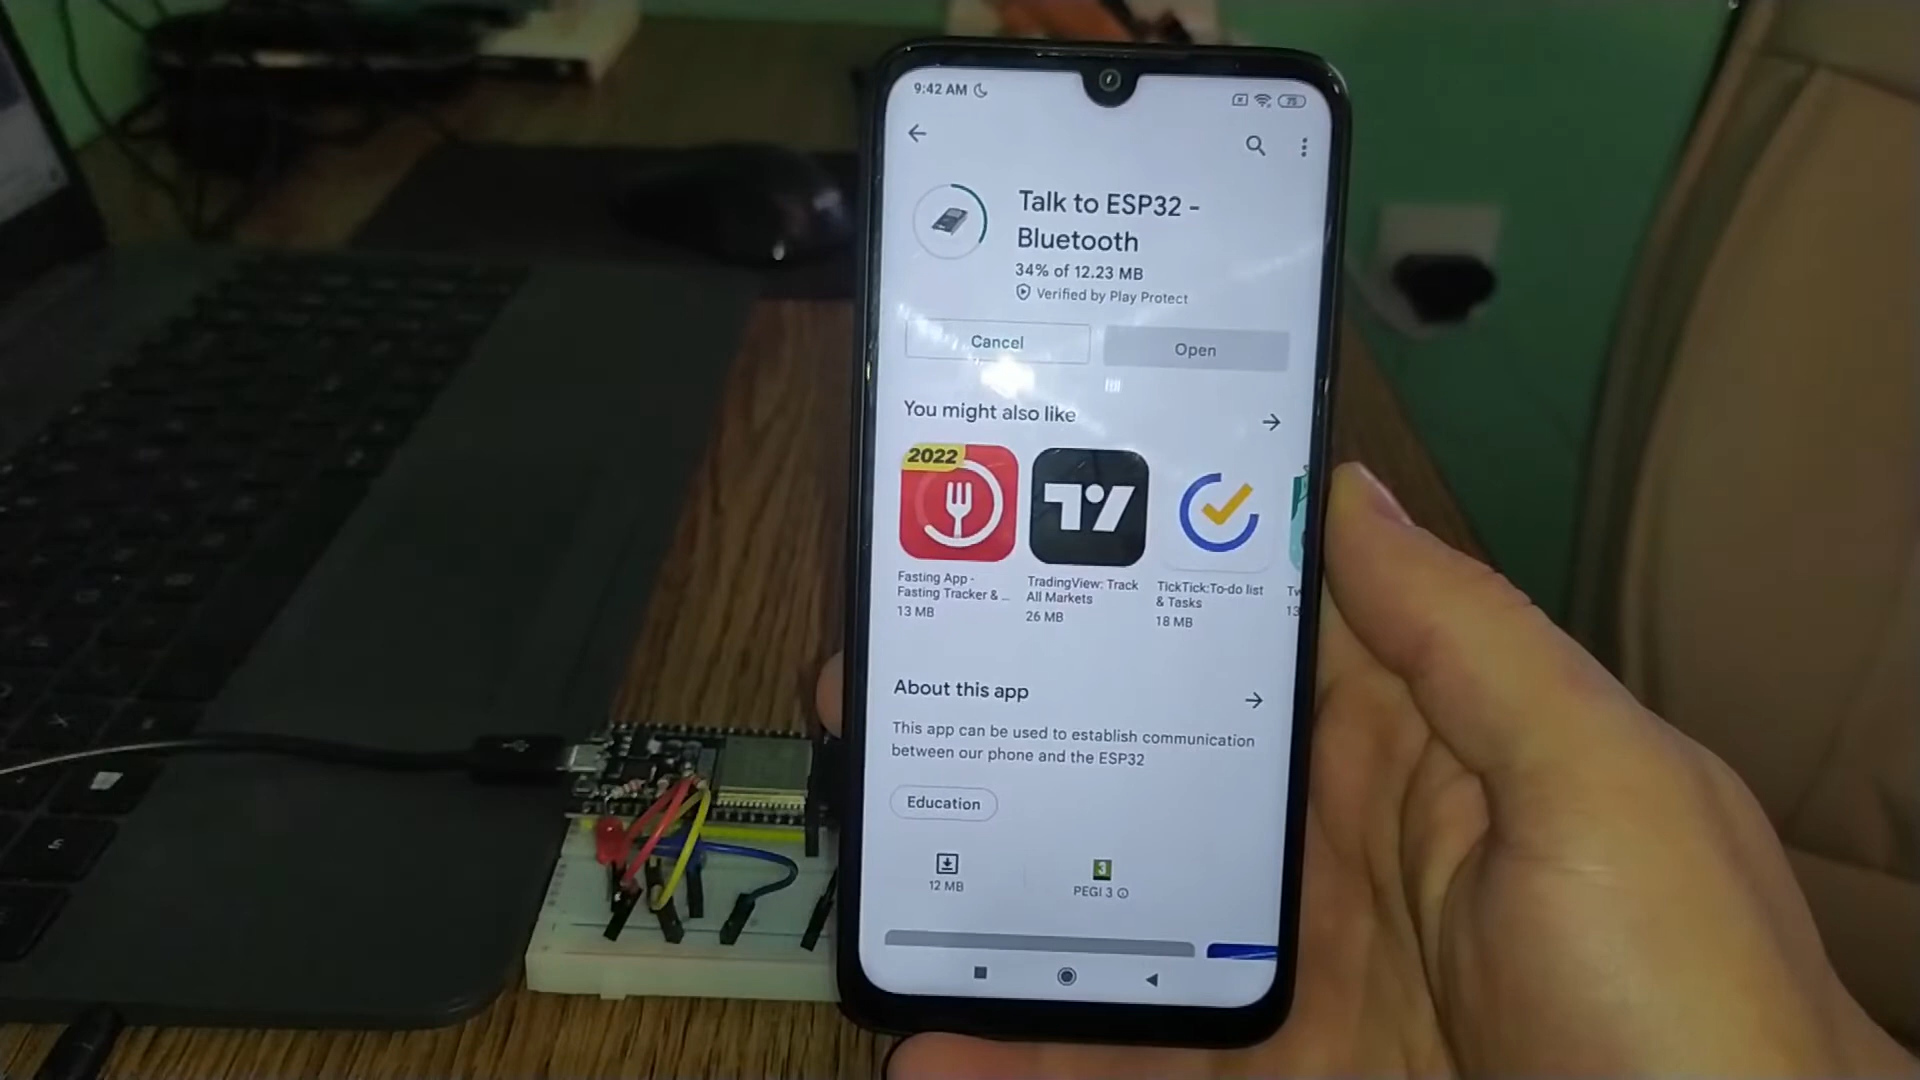 9:42 AM
25
Talk to ESP32 -
Bluetooth
34% of 12.23 MB
Verified by Play Protect
Cancel
Open
You might also like
2022
Fasting App -
Fasting Tracker & ...
13 MB
TradingView: Track
All Markets
26 MB
TickTick:To-do list
& Tasks
18 MB
Tw
13
About this app
This app can be used to establish communication
between our phone and the ESP32
Education
12 MB
3
PEGI 3